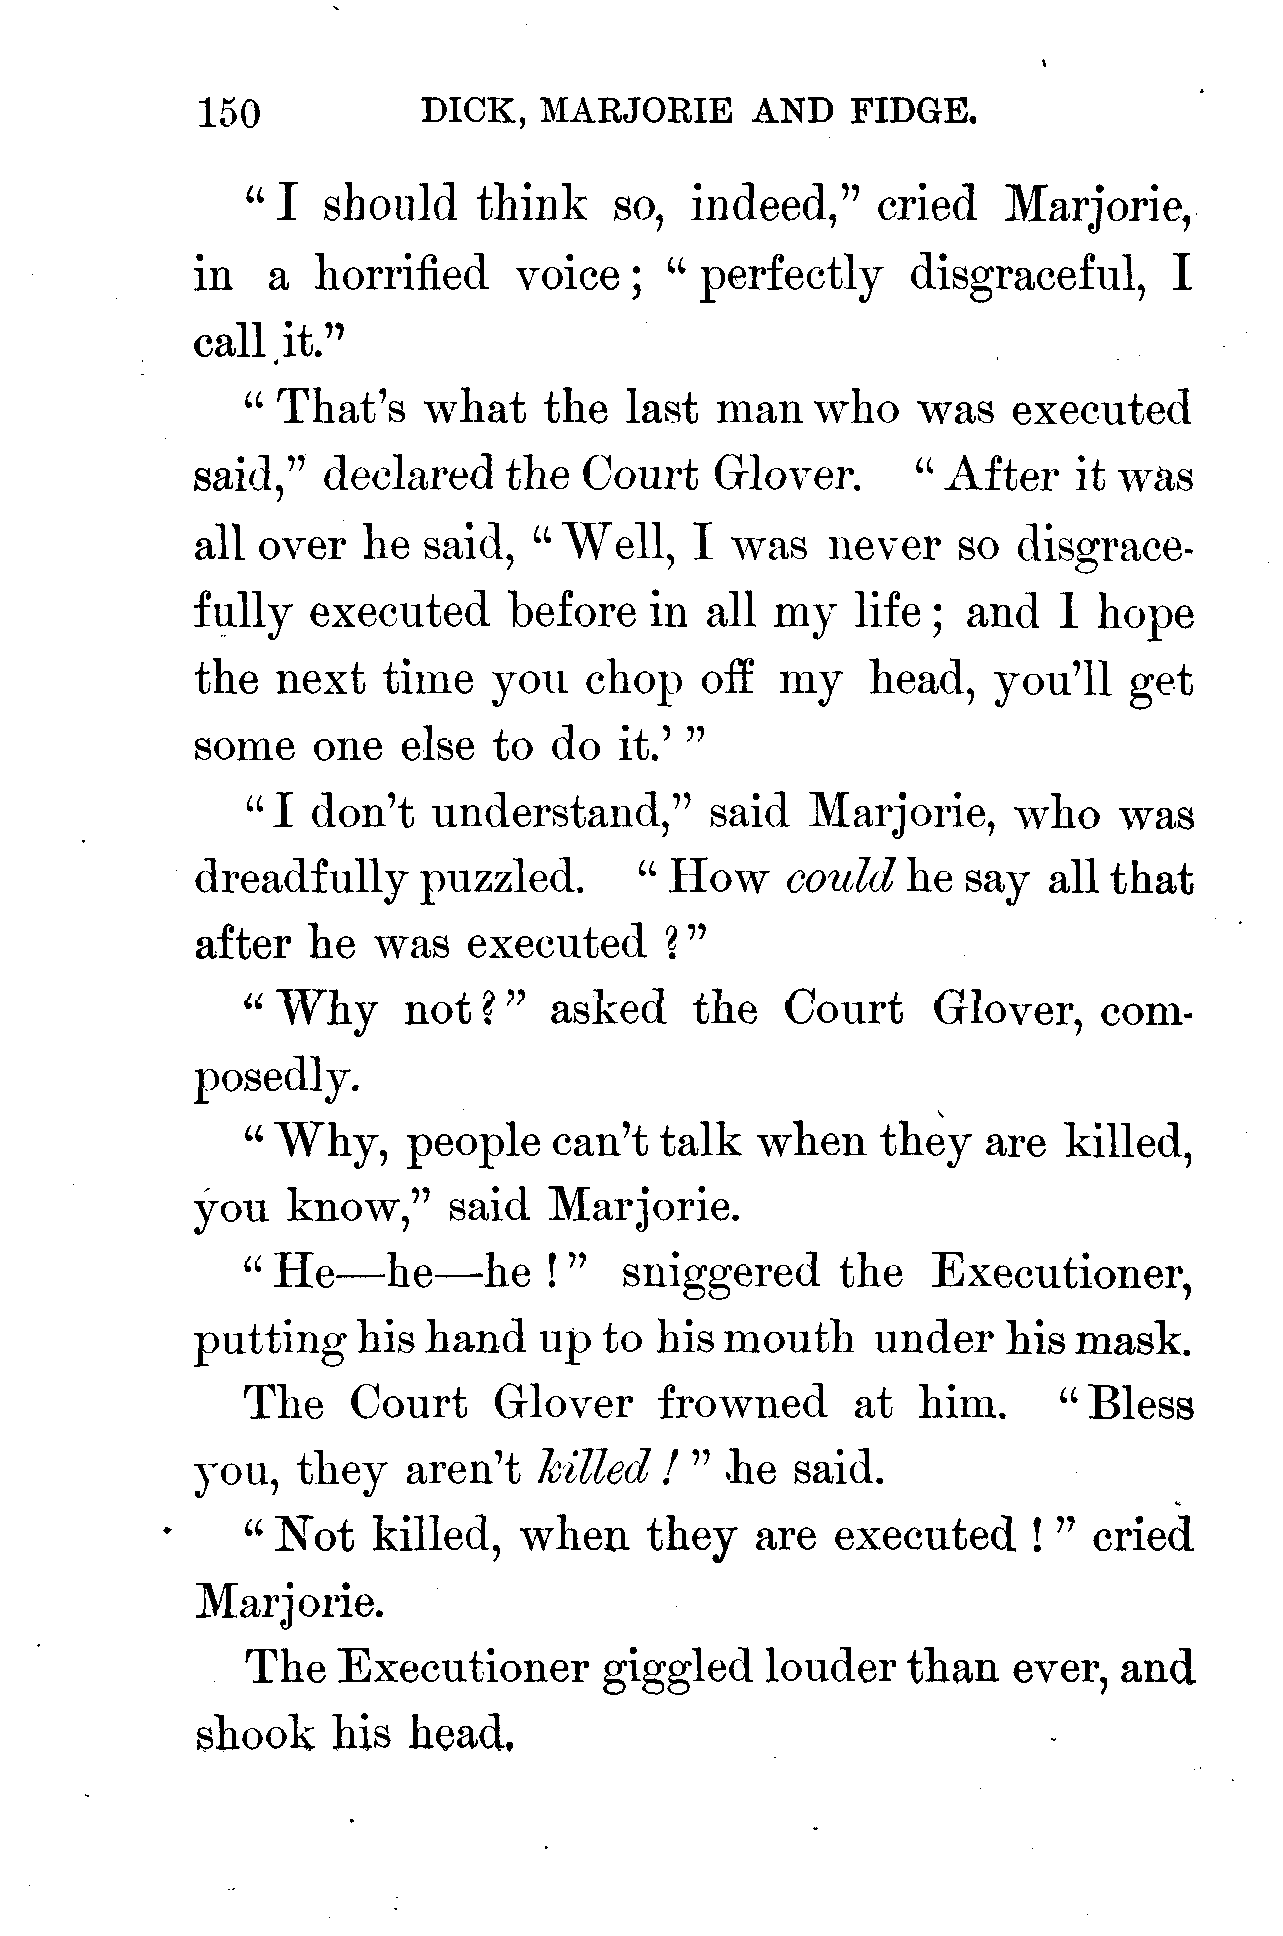 150 DICK, MARJORIE AND FIDGE.
“I should think so, indeed,” cried Marjorie,
in a horrified voice; “perfectly disgraceful, I
call it.”
“That’s what the last man who was executed
said,” declared the Court Glover. “After it was
all over he said, “Well, I was never so disgrace-
fully executed before in all my life; and I hope
the next time you chop off my head, you’ll get
some one else to do it.’ ”
“I don’t understand,” said Marjorie, who was
dreadfully puzzled. “How could he say all that
after he was executed?”
“Why not?” asked the Court Glover, com-
posedly.
“Why, people can’t talk when they are killed,
you know,” said Marjorie.
“He—he—he!” sniggered the Executioner,
putting his hand up to his mouth under his mask.
The Court Glover frowned at him. “Bless
you, they aren’t killed!” he said.
“Not killed, when they are executed!” cried
Marjorie.
The Executioner giggled louder than ever, and
shook his head.